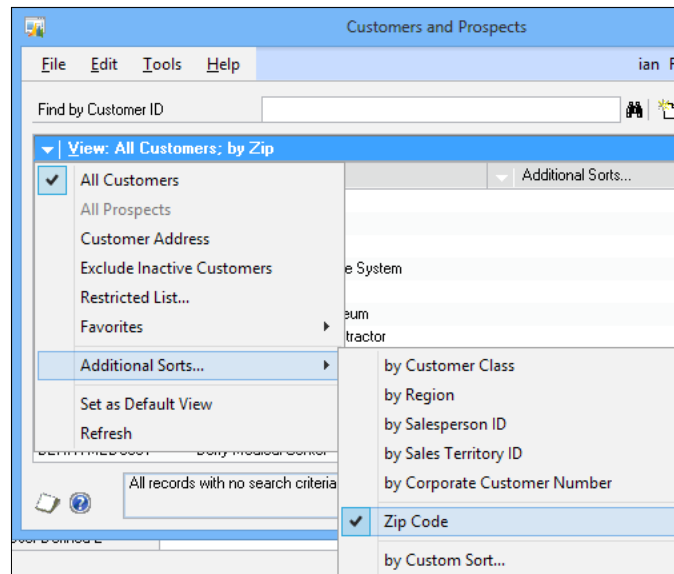 Customers and Prospects
File Edit Tools Help
ian
Find by Customer ID
View: All Customers; by Zip
Additional Sorts...
All Customers
All Prospects
Customer Address
Exclude Inactive Customers
e System
Restricted List...
eum
Favorites
tractor
Additional Sorts...
by Customer Class
by Region
Set as Default View
by Salesperson ID
Refresh
by Sales Territory ID
by Corporate Customer Number
All records with no search criteria
Zip Code
by Custom Sort...